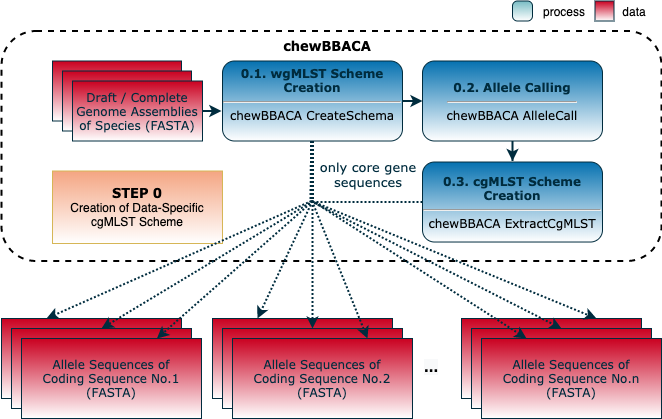 process
data
chewBBACA
Draft / Complete
Genome Assemblies
of Species (FASTA)
0.1. wgMLST Scheme
Creation
chewBBACA CreateSchema
0.2. Allele Calling
chewBBACA AlleleCall
only core gene
sequences
0.3. cgMLST Scheme
Creation
chewBBACA ExtractCgMLST
STEP 0
Creation of Data-Specific
cgMLST Scheme
Allele Sequences of
Coding Sequence No.1
(FASTA)
Allele Sequences of
Coding Sequence No.2
(FASTA)
...
Allele Sequences of
Coding Sequence No.n
(FASTA)